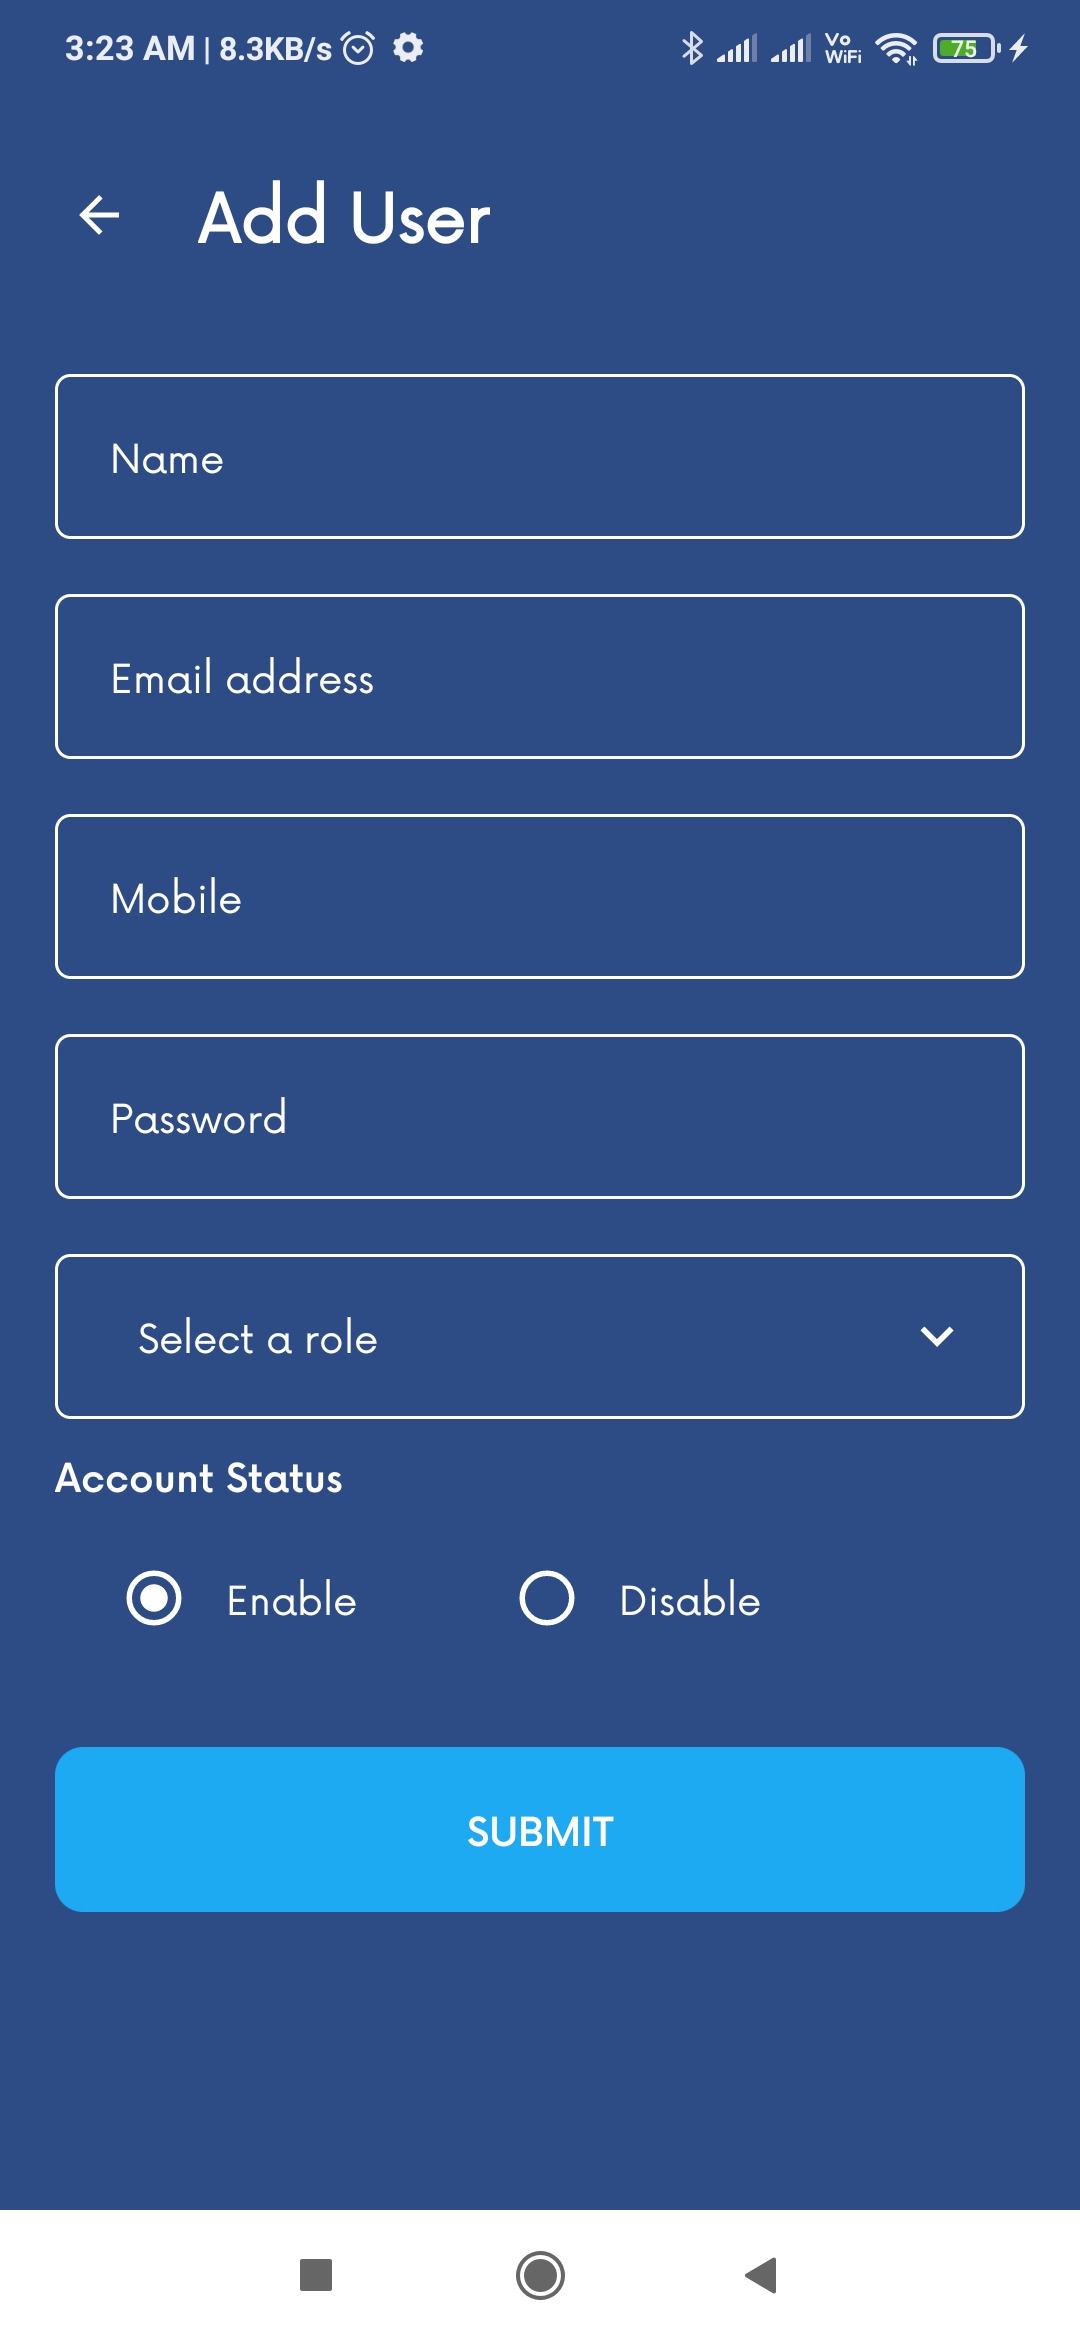 3:23 AM | 8.3KB/s Vo WiFi 75
Add User
Name
Email address
Mobile
Password
Select a role
Account Status
Enable Disable
SUBMIT